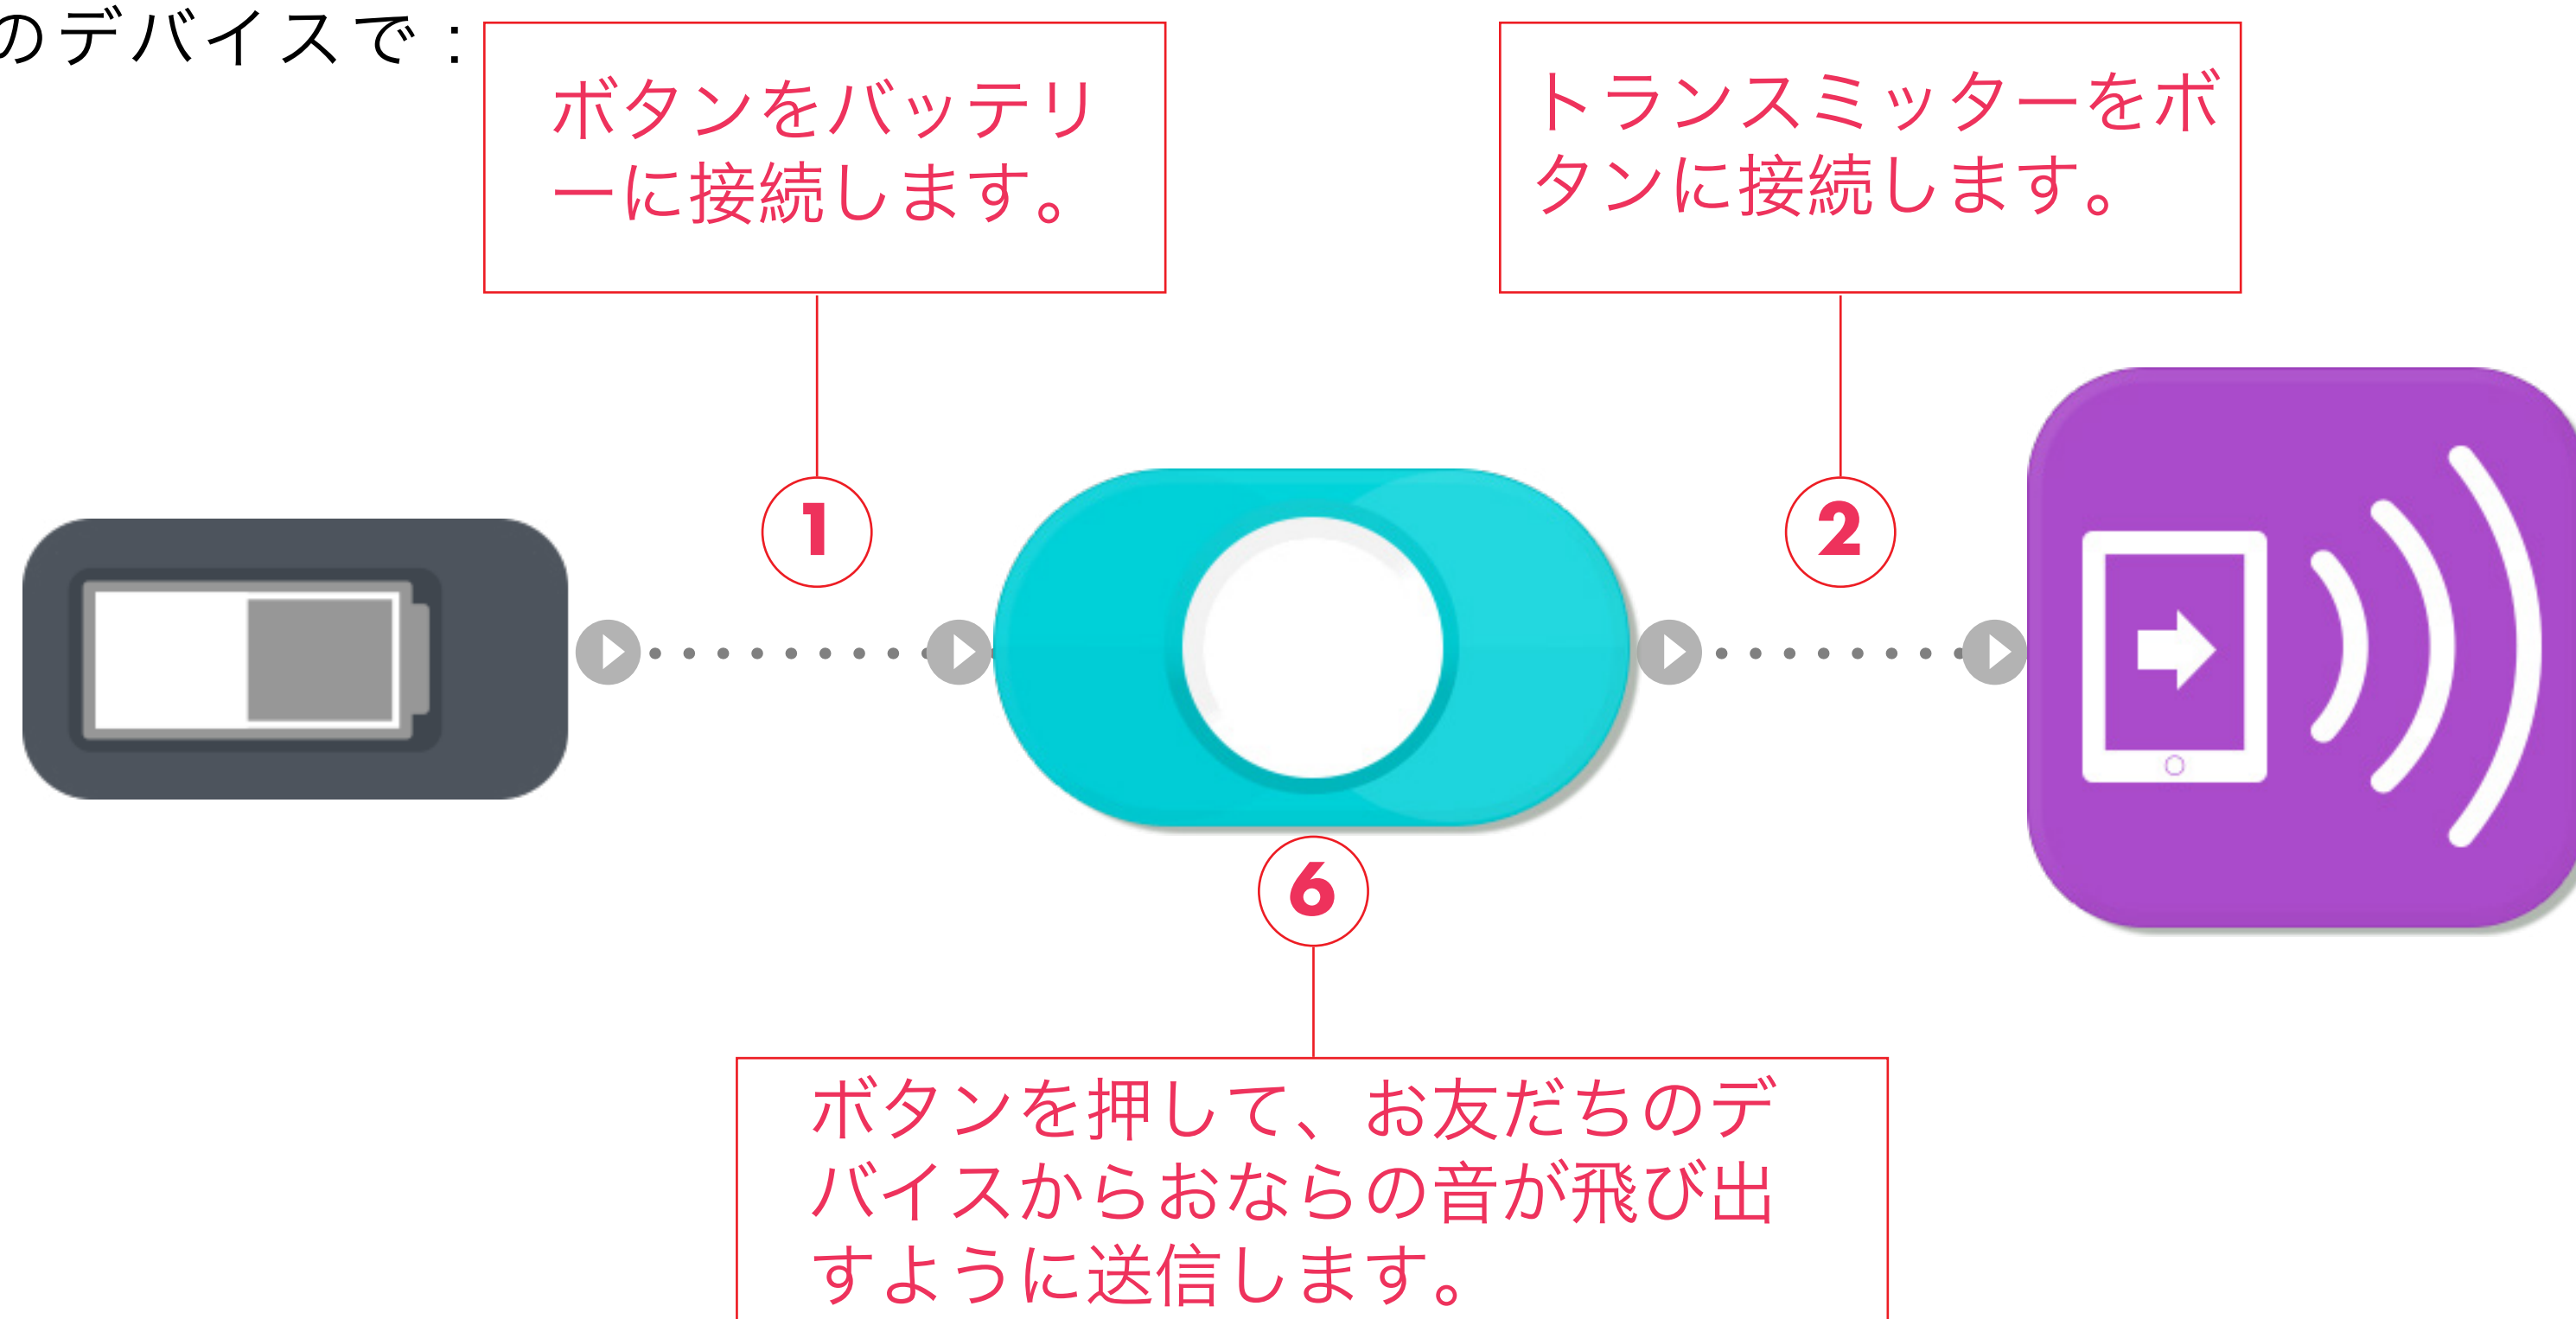 のデバイスで：
ボタンをバッテリ
ーに接続します。
トランスミッターをボ
タンに接続します。
1
2
6
ボタンを押して、お友だちのデ
バイスからおならの音が飛び出
すように送信します。